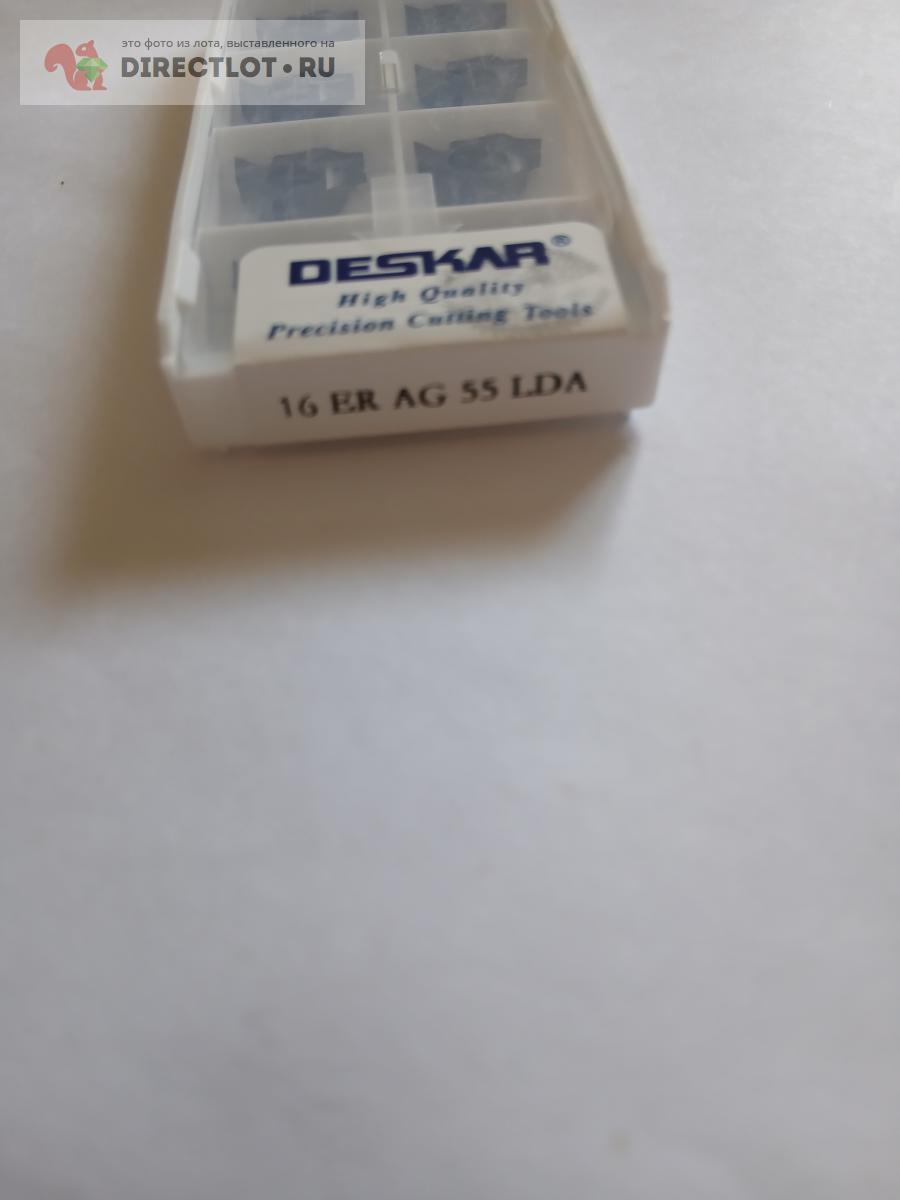 это фото из лота, выставленного на
DIRECTLOT•RU
DESKAR®
High Quality
Precision Cutting Tools
16 ER AG 55 LDA